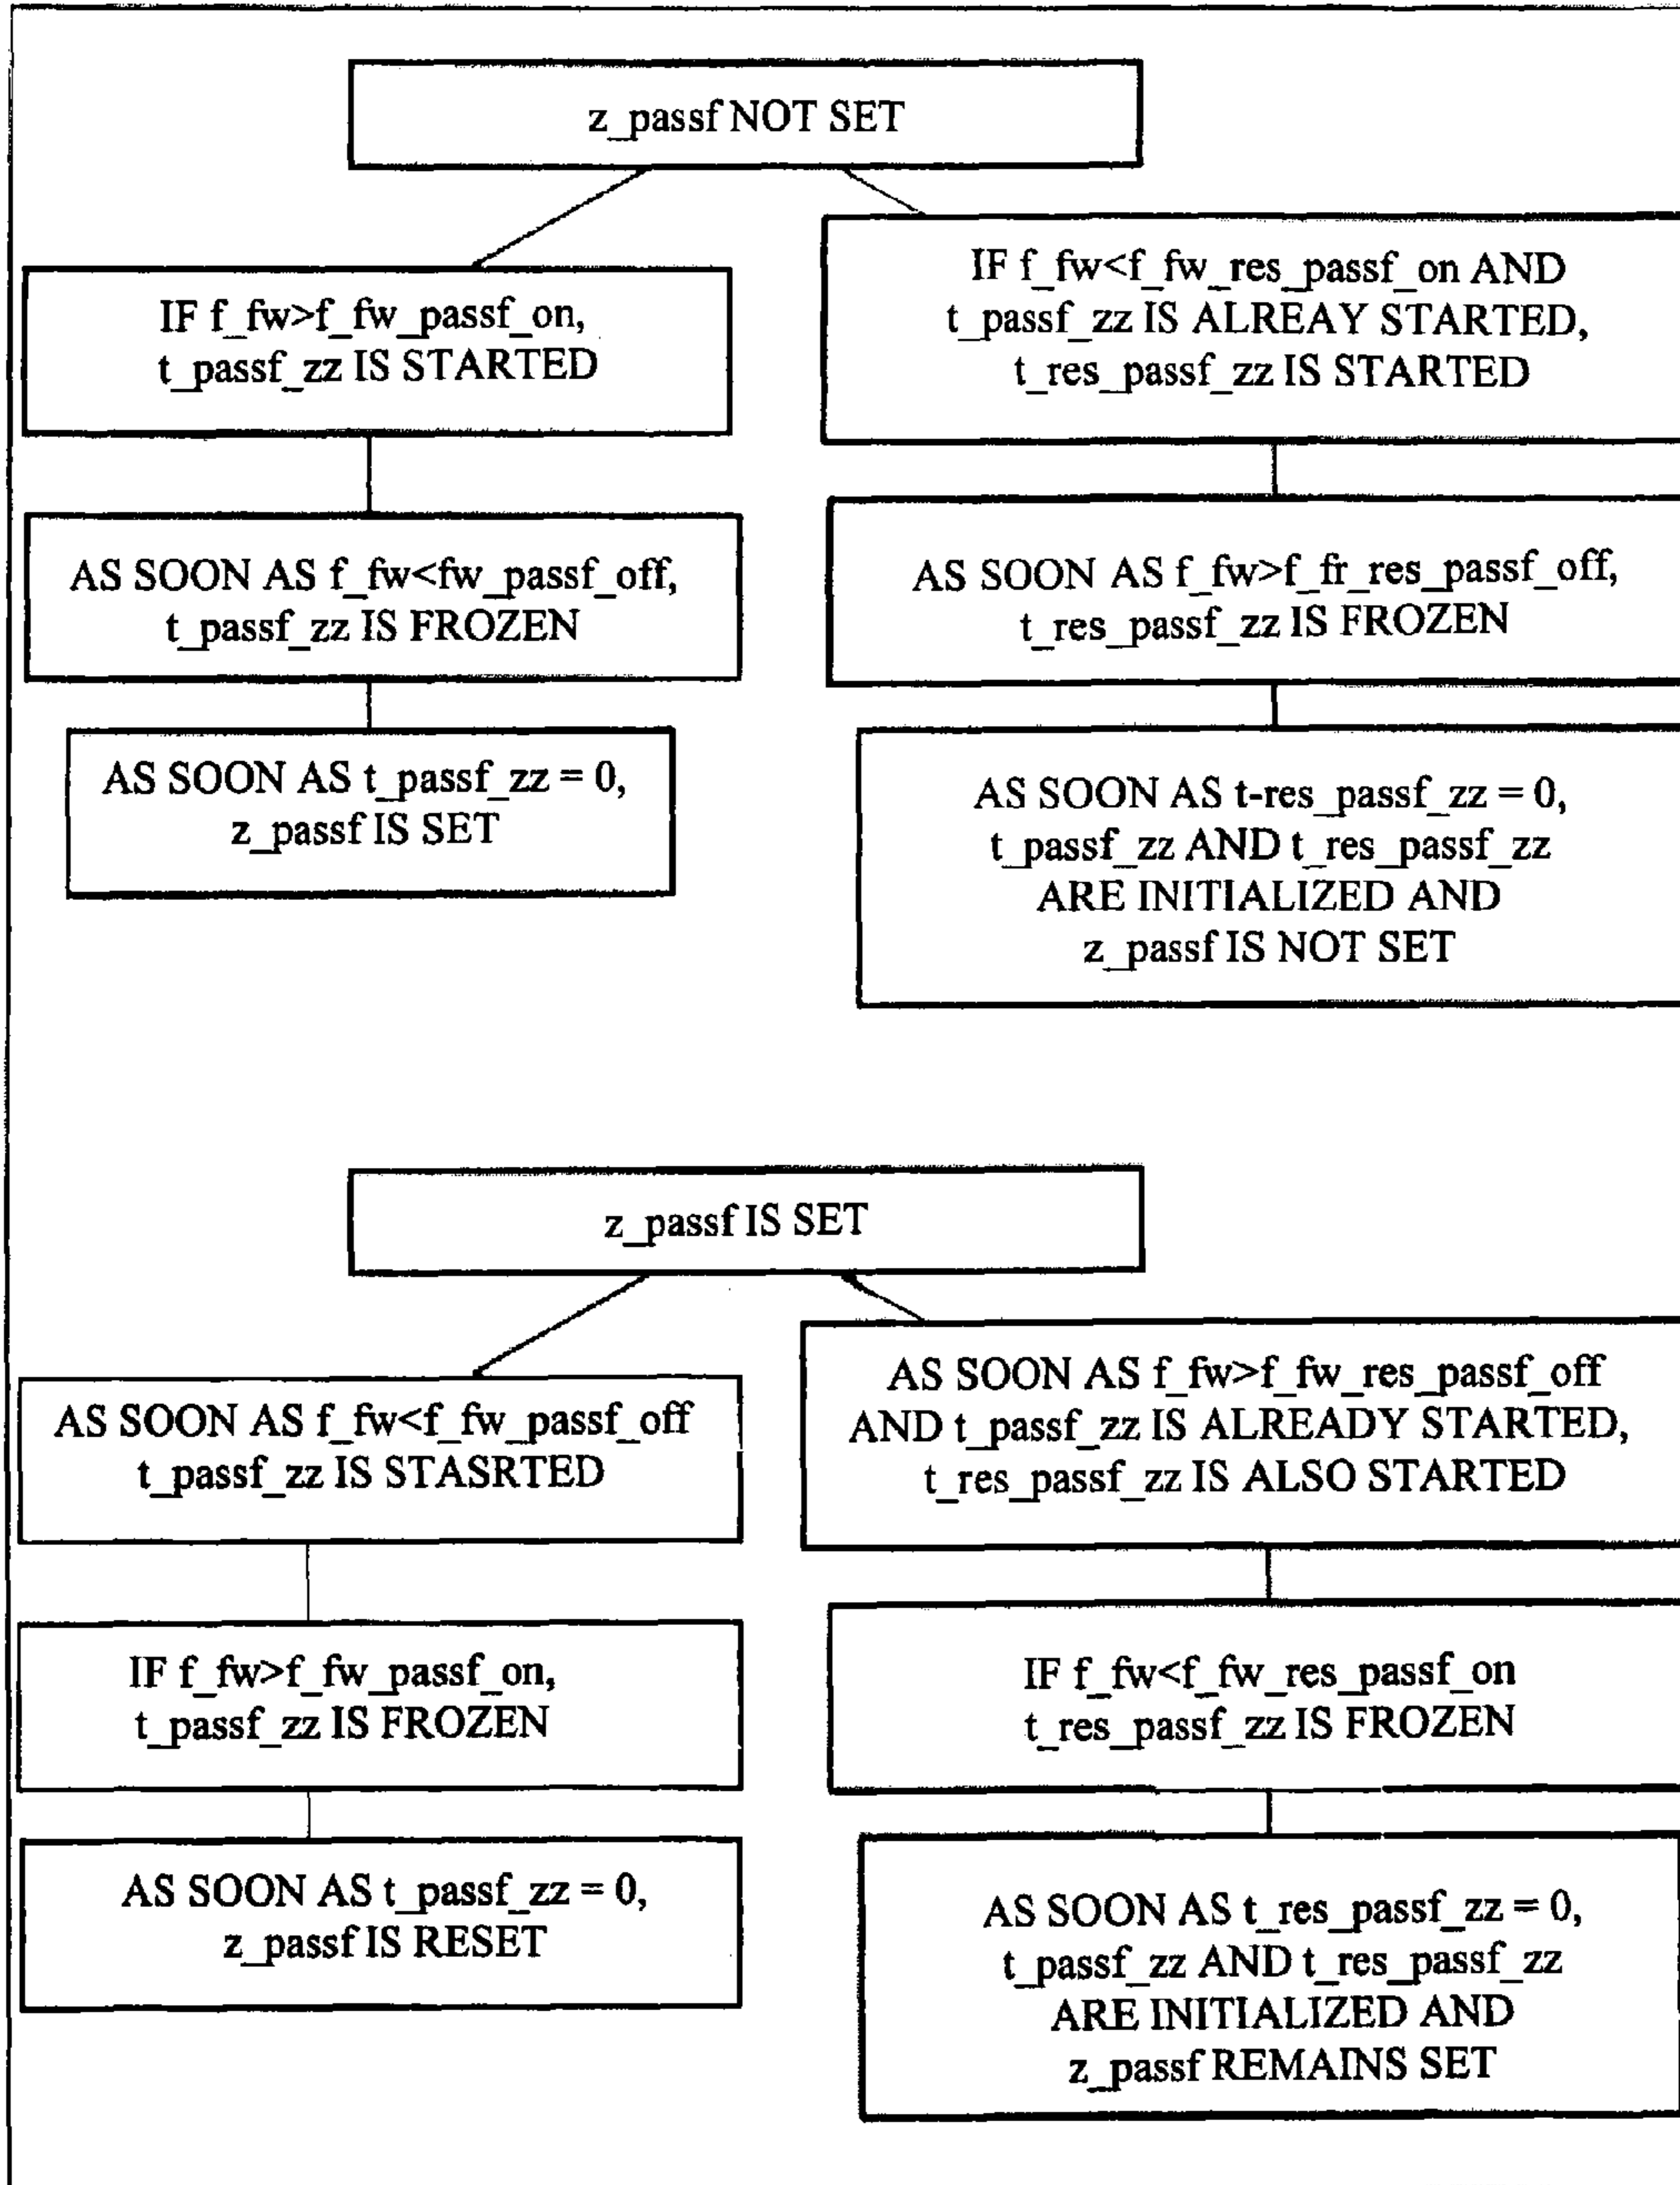 z_passf NOT SET
IF f_fw>f_fw_passf_on,
t_passf_zz IS STARTED
IF f_fw<f_fw_res_passf_on AND
t_passf_zz IS ALREAY STARTED,
t_res_passf_zz IS STARTED
AS SOON AS f_fw<fw_passf_off,
t_passf_zz IS FROZEN
AS SOON AS f_fw>f_fr_res_passf_off,
t_res_passf_zz IS FROZEN
AS SOON AS t_passf_zz = 0,
z_passf IS SET
AS SOON AS t-res_passf_zz = 0,
t_passf_zz AND t_res_passf_zz
ARE INITIALIZED AND
z_passf IS NOT SET
z_passf IS SET
AS SOON AS f_fw<f_fw_passf_off
t_passf_zz IS STASRTED
AS SOON AS f_fw>f_fw_res_passf_off
AND t_passf_zz IS ALREADY STARTED,
t_res_passf_zz IS ALSO STARTED
IF f_fw>f_fw_passf_on,
t_passf_zz IS FROZEN
IF f_fw<f_fw_res_passf_on
t_res_passf_zz IS FROZEN
AS SOON AS t_passf_zz = 0,
z_passf IS RESET
AS SOON AS t_res_passf_zz = 0,
t_passf_zz AND t_res_passf_zz
ARE INITIALIZED AND
z_passf REMAINS SET